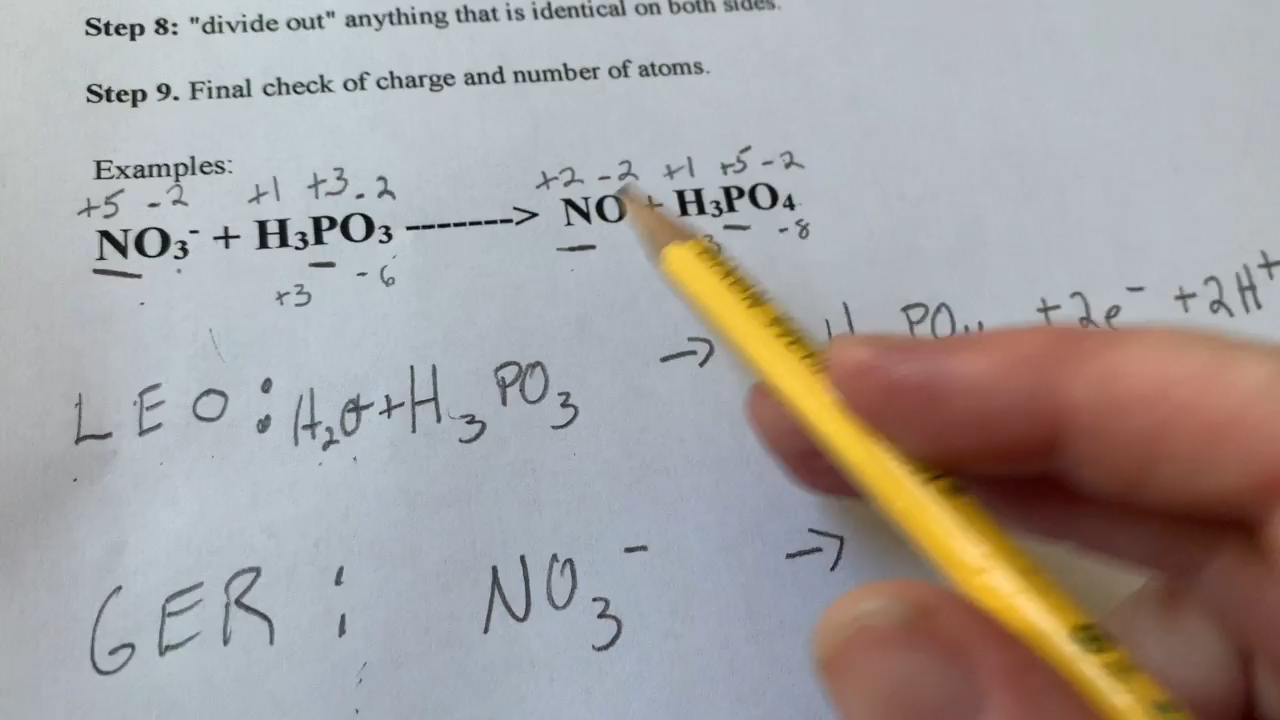 Step 8: "divide out" anything that is identical on both sides.
Step 9. Final check of charge and number of atoms.
Examples:
+5 -2 +1 +3 -2 +2 -2 +1 +5 -2
NO₃⁻ + H₃PO₃ -------> NO + H₃PO₄
+3 -6 3 -8
LEO: H₂O + H₃PO₃ → H PO₄ + 2e⁻ + 2H⁺
GER: NO₃⁻ →